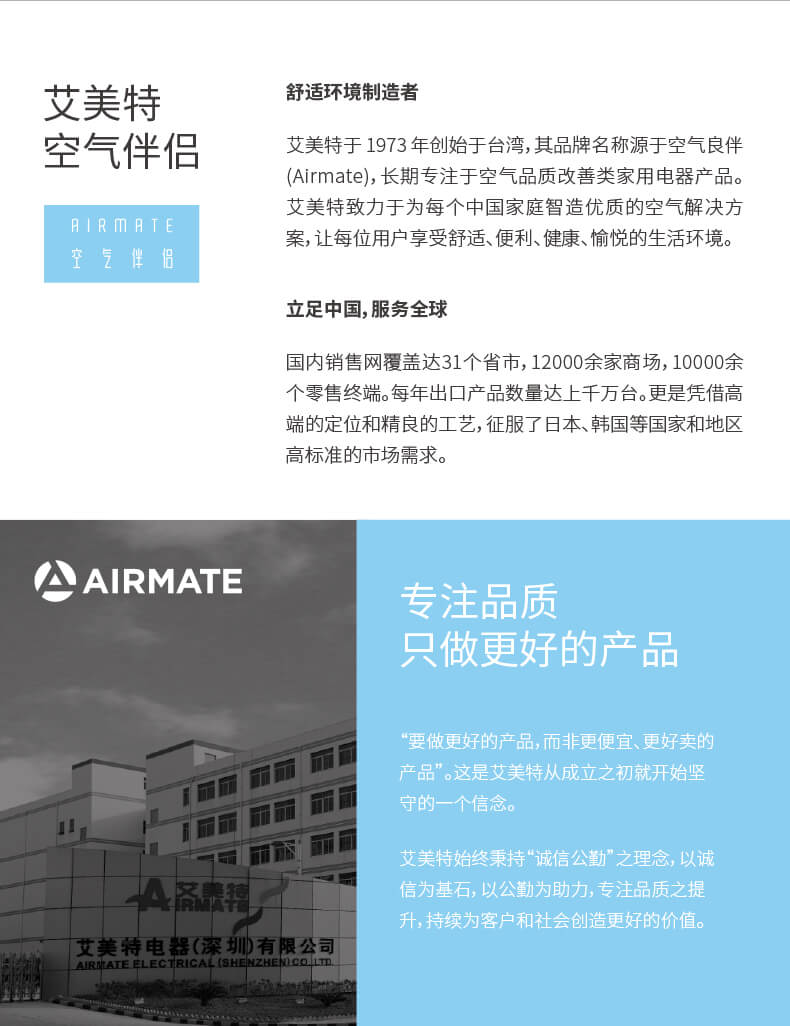 艾美特
空气伴侣
AIRMATE
空气伴侣
舒适环境制造者
艾美特于 1973 年创始于台湾，其品牌名称源于空气良伴
(Airmate)，长期专注于空气品质改善类家用电器产品。
艾美特致力于为每个中国家庭智造优质的空气解决方
案，让每位用户享受舒适、便利、健康、愉悦的生活环境。
立足中国，服务全球
国内销售网覆盖达31个省市，12000余家商场，10000余
个零售终端。每年出口产品数量达上千万台。更是凭借高
端的定位和精良的工艺，征服了日本、韩国等国家和地区
高标准的市场需求。
AIRMATE
艾美特
AIRMATE
艾美特电器(深圳)有限公司
AIRMATE ELECTRICAL (SHENZHEN) CO.,LTD.
专注品质
只做更好的产品
“要做更好的产品，而非更便宜、更好卖的
产品”。这是艾美特从成立之初就开始坚
守的一个信念。
艾美特始终秉持“诚信公勤”之理念，以诚
信为基石，以公勤为助力，专注品质之提
升，持续为客户和社会创造更好的价值。